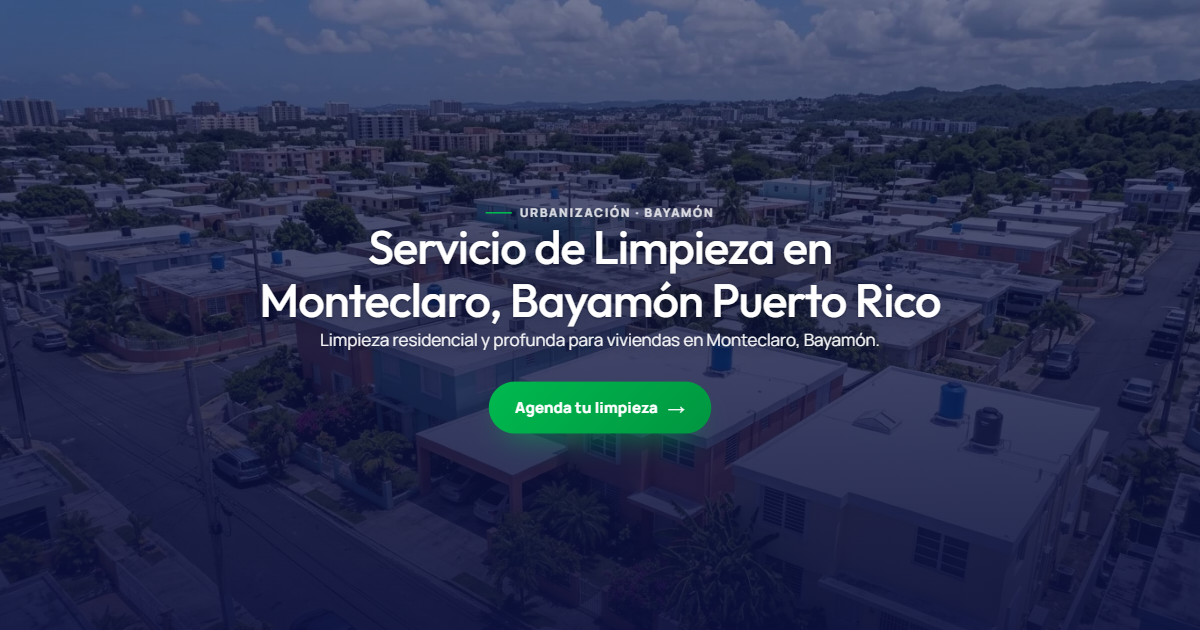 URBANIZACIÓN · BAYAMÓN
Servicio de Limpieza en
Monteclaro, Bayamón Puerto Rico
Limpieza residencial y profunda para viviendas en Monteclaro, Bayamón.
Agenda tu limpieza →